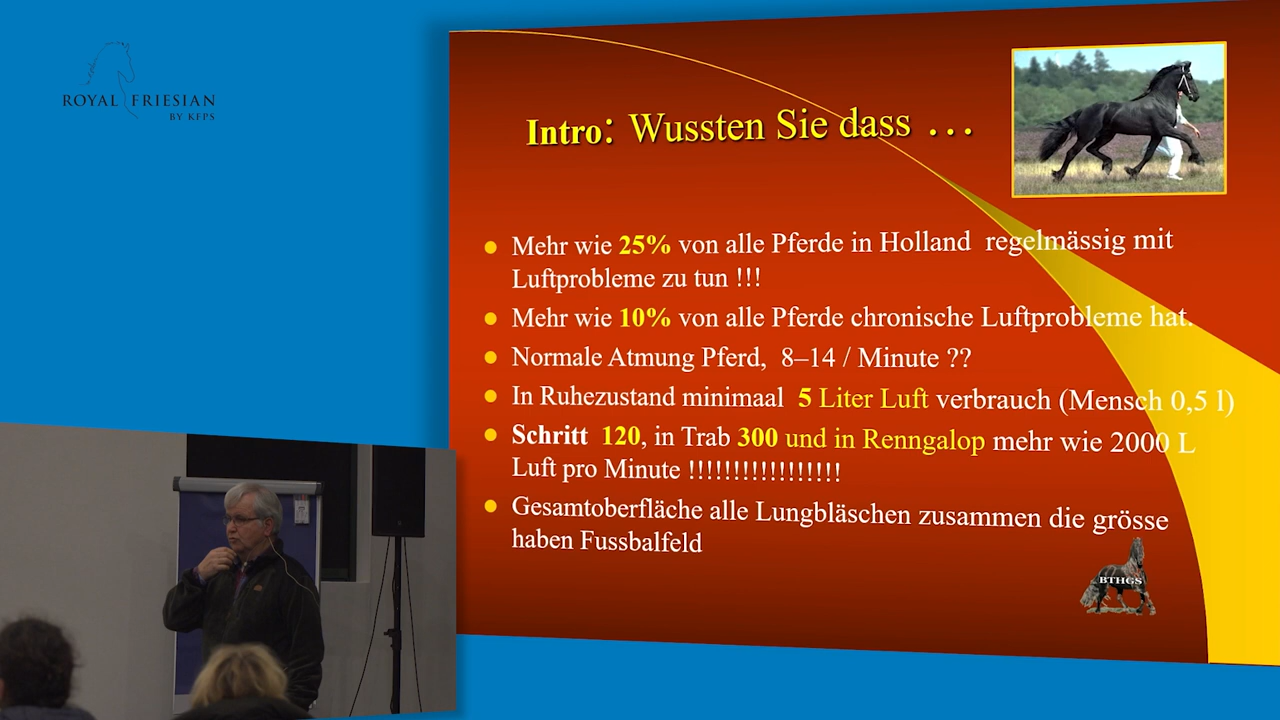 ROYAL FRIESIAN
BY KFPS
Intro: Wussten Sie dass ...
Mehr wie 25% von alle Pferde in Holland regelmässig mit
Luftprobleme zu tun !!!
Mehr wie 10% von alle Pferde chronische Luftprobleme hat.
Normale Atmung Pferd, 8–14 / Minute ??
In Ruhezustand minimaal 5 Liter Luft verbrauch (Mensch 0,5 l)
Schritt 120, in Trab 300 und in Renngalop mehr wie 2000 L
Luft pro Minute !!!!!!!!!!!!!!!!!
Gesamtoberfläche alle Lungbläschen zusammen die grösse
haben Fussbalfeld
BTHGS